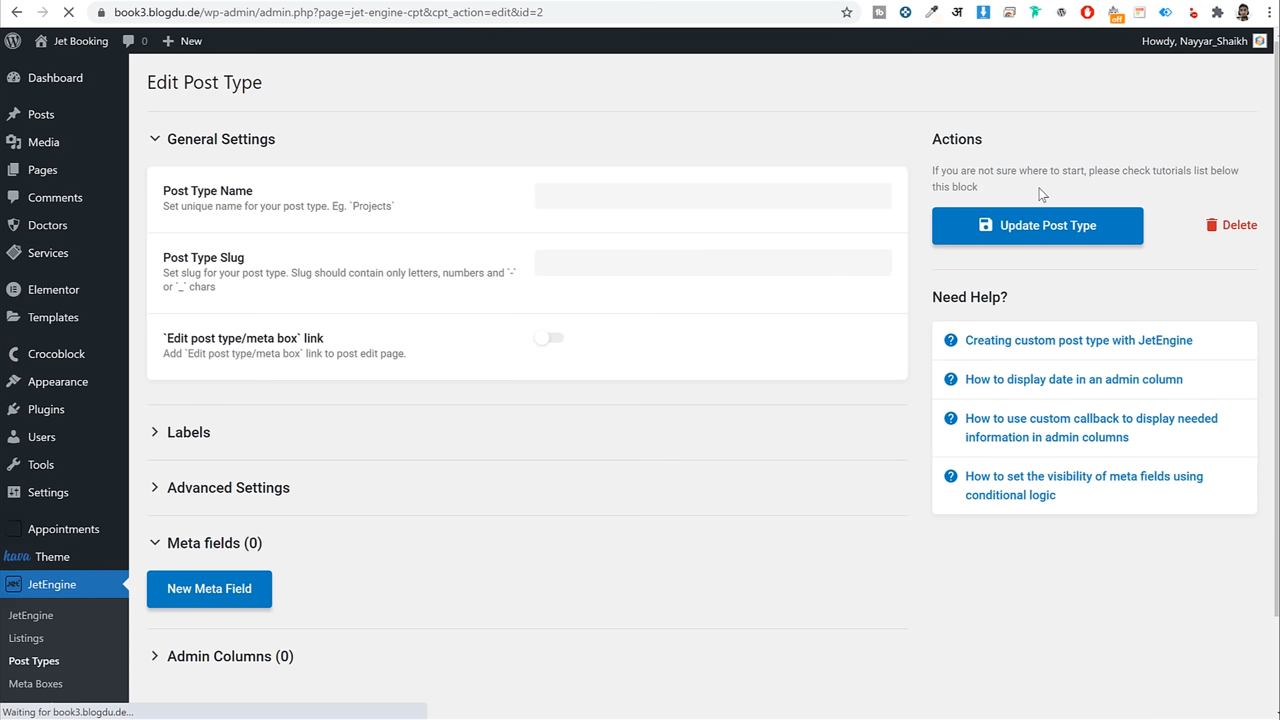 book3.blogdu.de/wp-admin/admin.php?page=jet-engine-cpt&cpt_action=edit&id=2
off
Jet Booking
0
New
Howdy, Nayyar_Shaikh
Dashboard
Posts
Media
Pages
Comments
Doctors
Services
Elementor
Templates
Crocoblock
Appearance
Plugins
Users
Tools
Settings
Appointments
kava Theme
JetEngine
JetEngine
Listings
Post Types
Meta Boxes
Edit Post Type
General Settings
Post Type Name
Set unique name for your post type. Eg. `Projects`
Post Type Slug
Set slug for your post type. Slug should contain only letters, numbers and `-`
or `_` chars
`Edit post type/meta box` link
Add `Edit post type/meta box` link to post edit page.
Labels
Advanced Settings
Meta fields (0)
New Meta Field
Admin Columns (0)
Actions
If you are not sure where to start, please check tutorials list below
this block
Update Post Type
Delete
Need Help?
Creating custom post type with JetEngine
How to display date in an admin column
How to use custom callback to display needed
information in admin columns
How to set the visibility of meta fields using
conditional logic
Waiting for book3.blogdu.de...